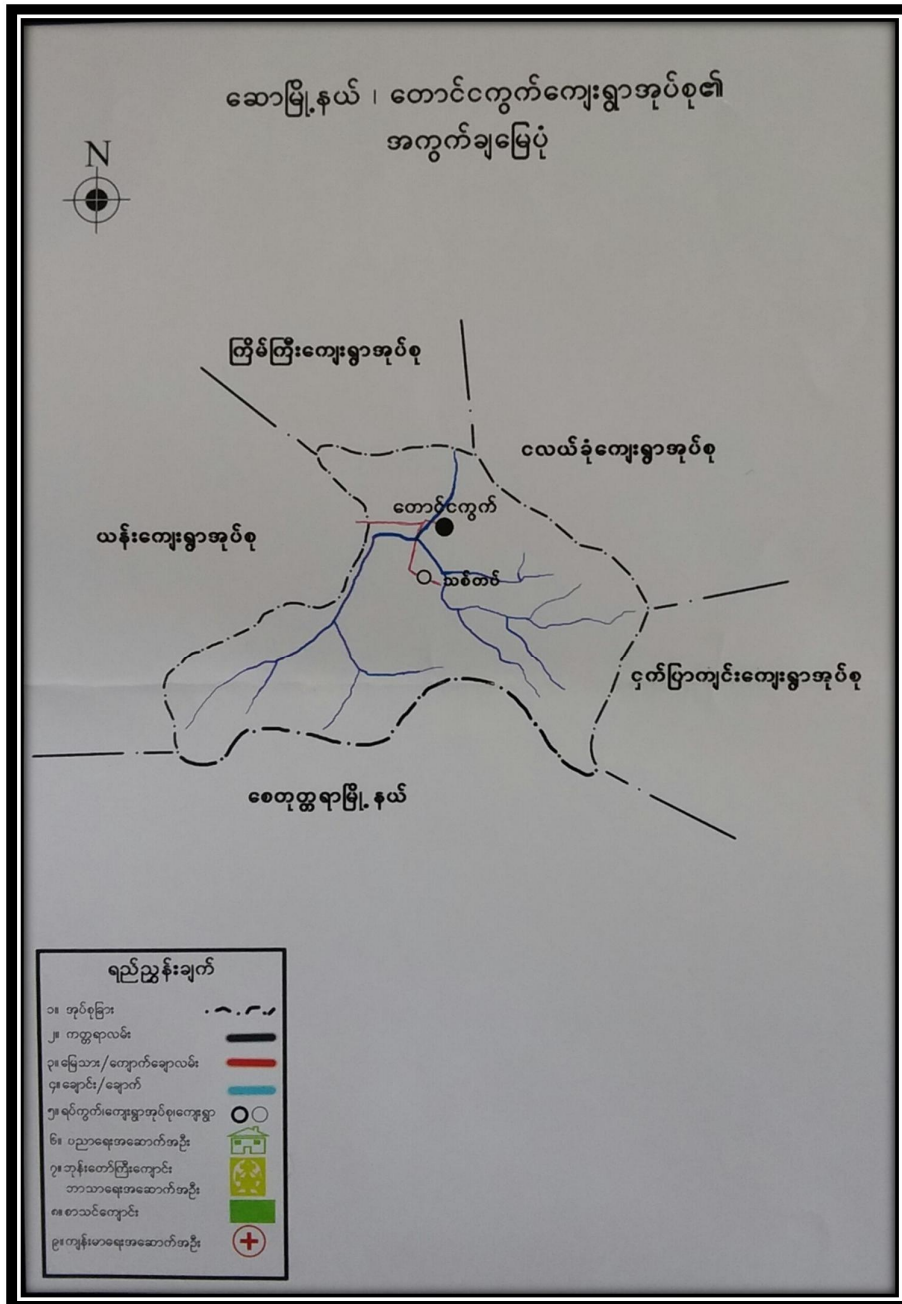 ဆောမြို့နယ် ၊ တောင်ငကွက်ကျေးရွာအုပ်စု၏
အကွက်ချမြေပုံ
N
ကြိမ်ကြီးကျေးရွာအုပ်စု
ငလယ်ခုံကျေးရွာအုပ်စု
တောင်ငကွက်
ယန်းကျေးရွာအုပ်စု
သစ်တပ်
ငှက်ပြာကျင်းကျေးရွာအုပ်စု
စေတုတ္တရာမြို့နယ်
ရည်ညွှန်းချက်
၁။ အုပ်စုခြား
၂။ ကတ္တရာလမ်း
၃။မြေသား/ကျောက်ချောလမ်း
၄။ချောင်း/ချောက်
၅။ရပ်ကွက်၊ကျေးရွာအုပ်စု၊ကျေးရွာ
၆။ ပညာရေးအဆောက်အဦး
၇။ဘုန်းတော်ကြီးကျောင်း
ဘာသာရေးအဆောက်အဦး
၈။စာသင်ကျောင်း
၉။ကျန်းမာရေးအဆောက်အဦး